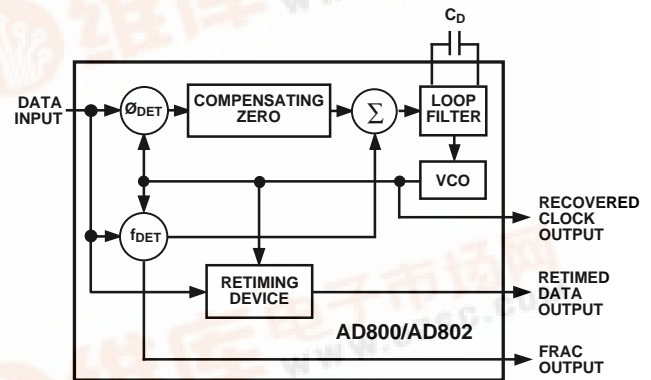 C_D
DATA
INPUT
Ø_DET
COMPENSATING
ZERO
Σ
LOOP
FILTER
VCO
RECOVERED
CLOCK
OUTPUT
f_DET
RETIMING
DEVICE
RETIMED
DATA
OUTPUT
AD800/AD802
FRAC
OUTPUT